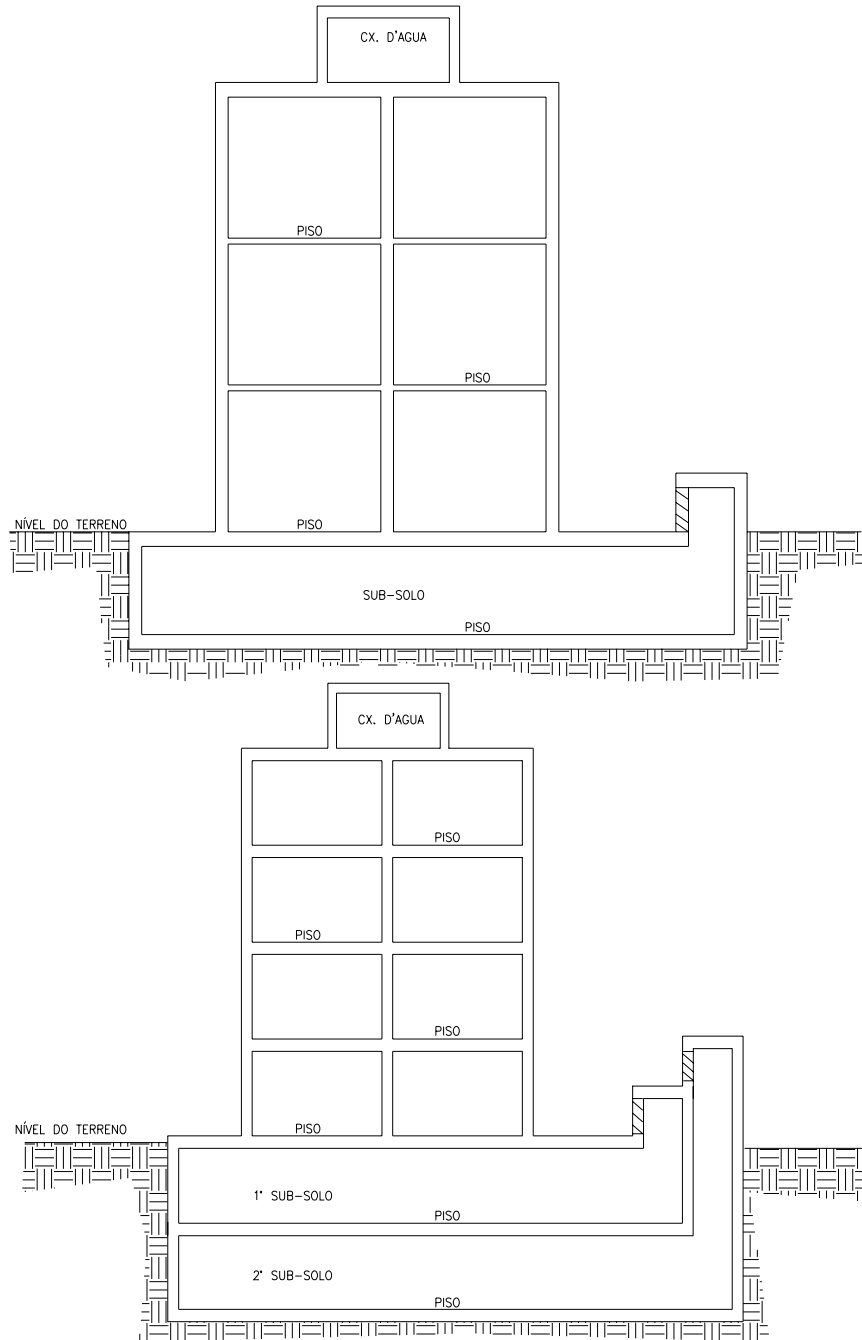 CX. D'AGUA
PISO
PISO
NÍVEL DO TERRENO
PISO
SUB-SOLO
PISO
CX. D'AGUA
PISO
PISO
PISO
NÍVEL DO TERRENO
PISO
1° SUB-SOLO
PISO
2° SUB-SOLO
PISO